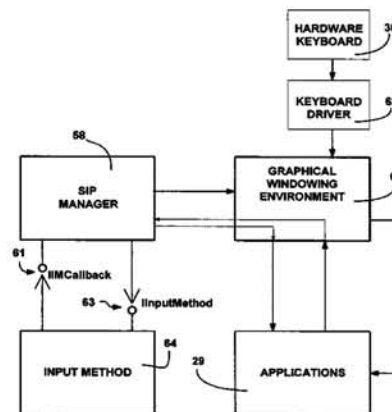 HARDWARE
KEYBOARD
KEYBOARD
DRIVER
58
SIP
MANAGER
GRAPHICAL
WINDOWING
ENVIRONMENT
61
IIMCallback
63
IInputMethod
INPUT METHOD
64
29
APPLICATIONS